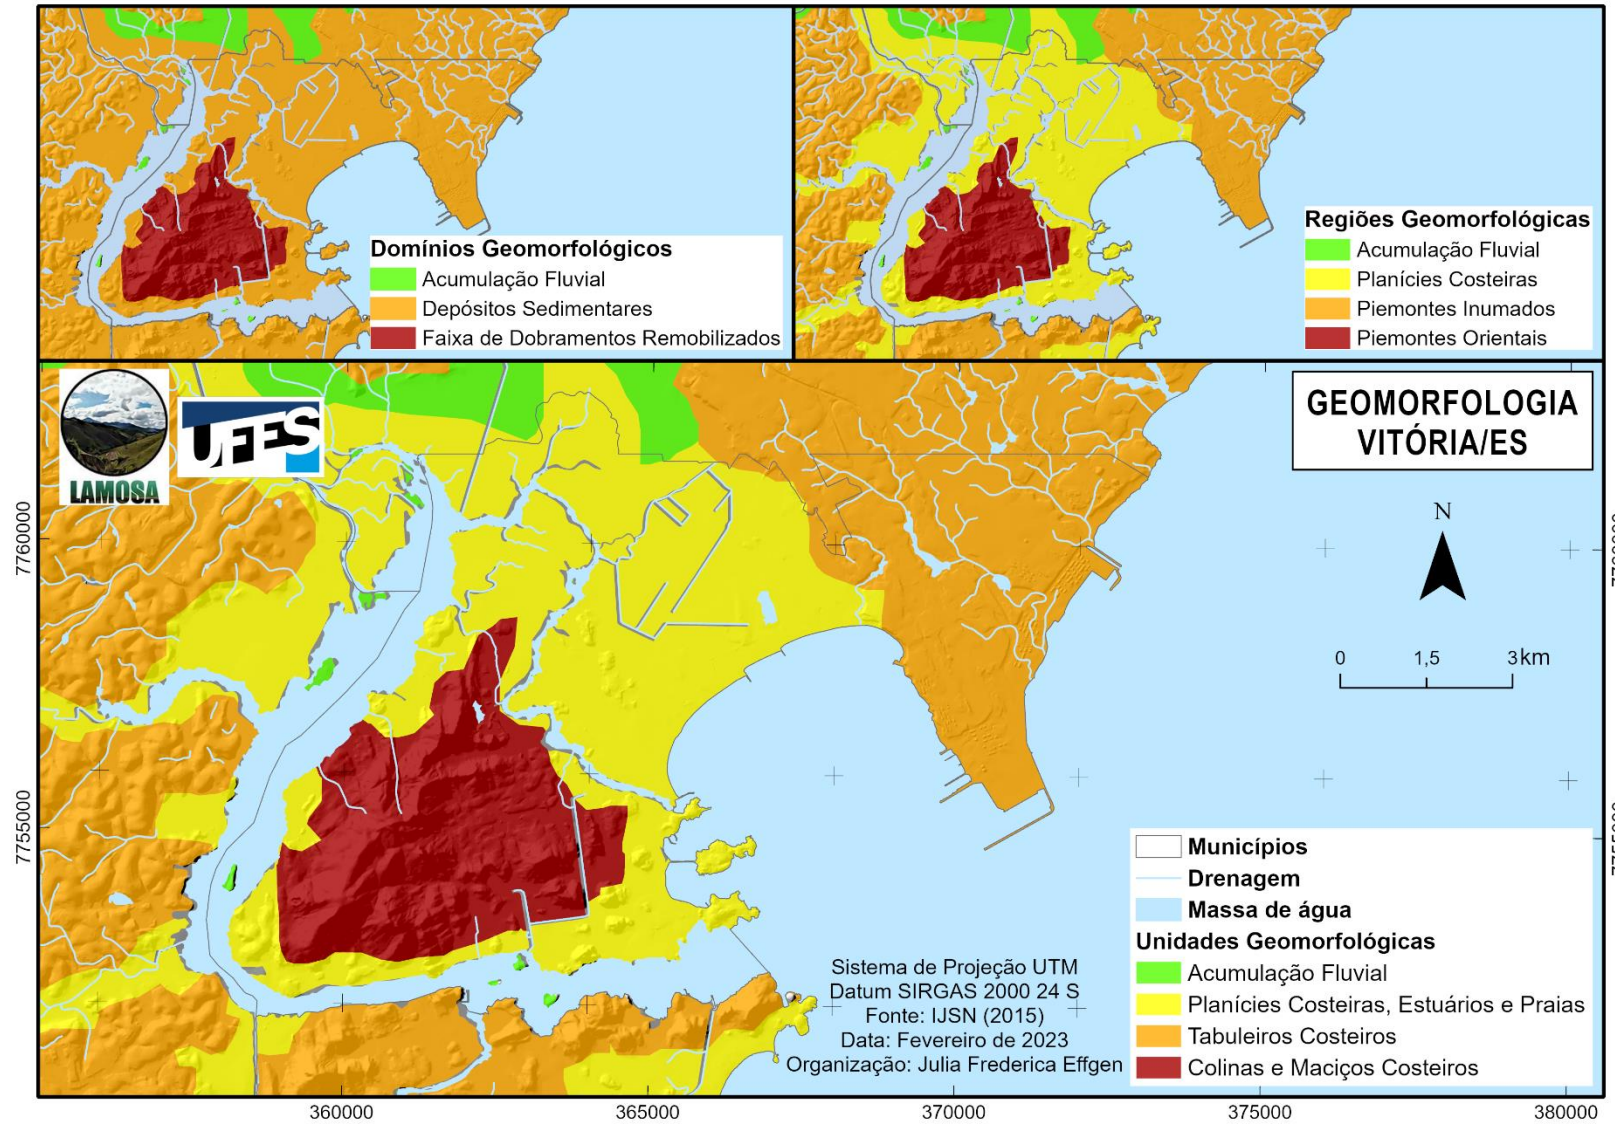 Domínios Geomorfológicos
Acumulação Fluvial
Depósitos Sedimentares
Faixa de Dobramentos Remobilizados
Regiões Geomorfológicas
Acumulação Fluvial
Planícies Costeiras
Piemontes Inumados
Piemontes Orientais
LAMOSA
UFES
GEOMORFOLOGIA
VITÓRIA/ES
N
0 1,5 3km
7760000
7755000
Municípios
Drenagem
Massa de água
Unidades Geomorfológicas
Acumulação Fluvial
Planícies Costeiras, Estuários e Praias
Tabuleiros Costeiros
Colinas e Maciços Costeiros
Sistema de Projeção UTM
Datum SIRGAS 2000 24 S
Fonte: IJSN (2015)
Data: Fevereiro de 2023
Organização: Julia Frederica Effgen
360000 365000 370000 375000 380000